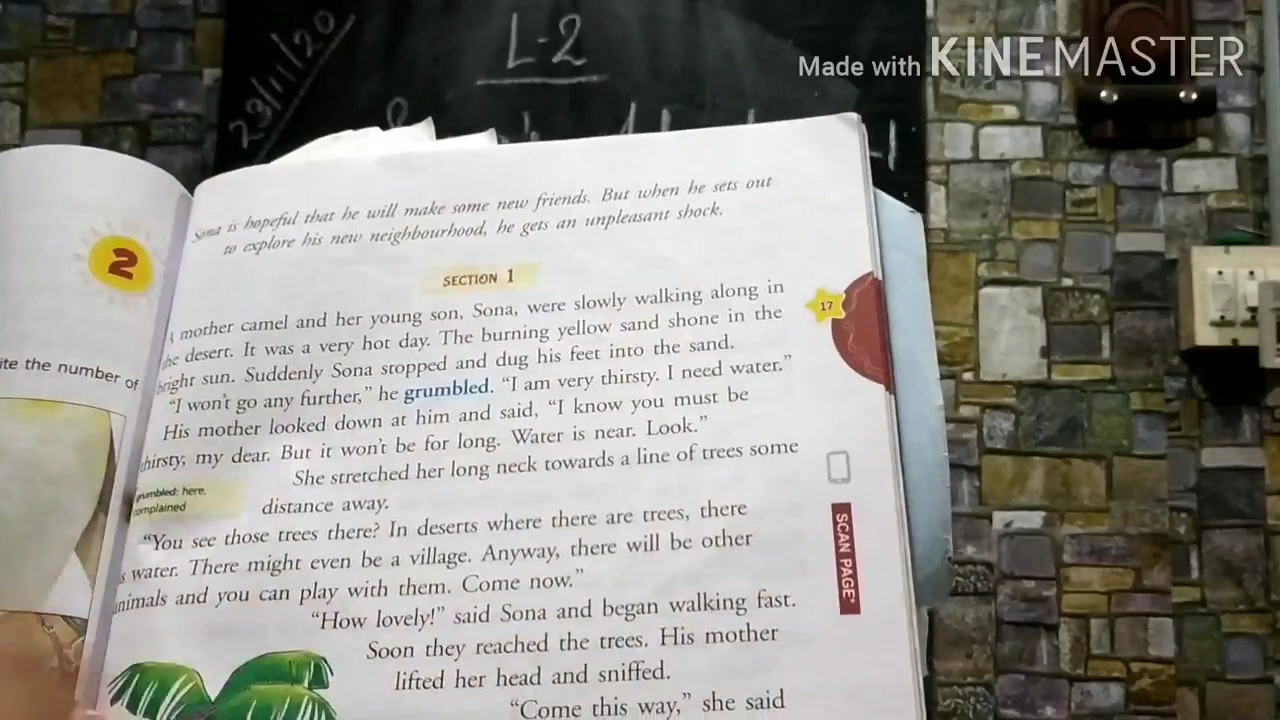 L-2
23/11/20
Made with KINEMASTER
2
ite the number of
Sona is hopeful that he will make some new friends. But when he sets out
to explore his new neighbourhood, he gets an unpleasant shock.
SECTION 1
mother camel and her young son, Sona, were slowly walking along in
he desert. It was a very hot day. The burning yellow sand shone in the
bright sun. Suddenly Sona stopped and dug his feet into the sand.
"I won't go any further," he grumbled. "I am very thirsty. I need water."
His mother looked down at him and said, "I know you must be
thirsty, my dear. But it won't be for long. Water is near. Look."
She stretched her long neck towards a line of trees some
distance away.
grumbled: here,
complained
"You see those trees there? In deserts where there are trees, there
s water. There might even be a village. Anyway, there will be other
animals and you can play with them. Come now."
"How lovely!" said Sona and began walking fast.
Soon they reached the trees. His mother
lifted her head and sniffed.
"Come this way," she said
17
SCAN PAGE*